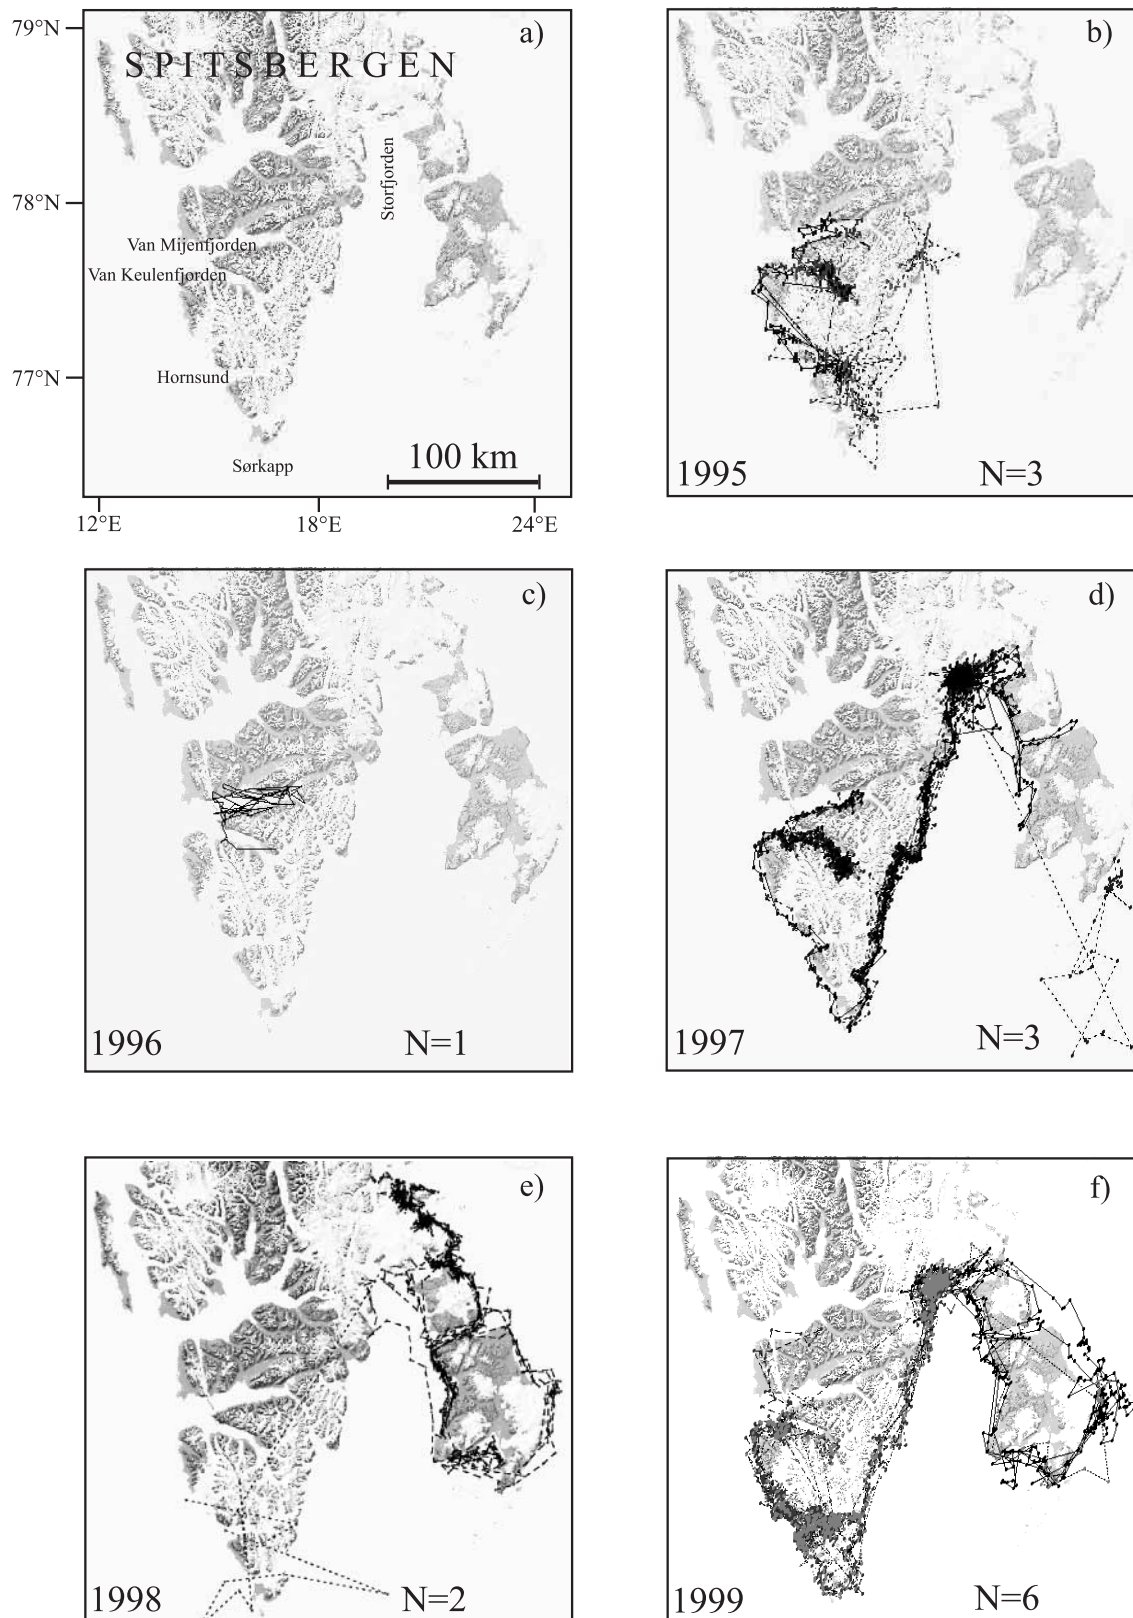 79°N
a)
SPITSBERGEN
Storfjorden
78°N
Van Mijenfjorden
Van Keulenfjorden
77°N
Hornsund
Sørkapp
100 km
12°E
18°E
24°E
b)
1995
N=3
c)
1996
N=1
d)
1997
N=3
e)
1998
N=2
f)
1999
N=6